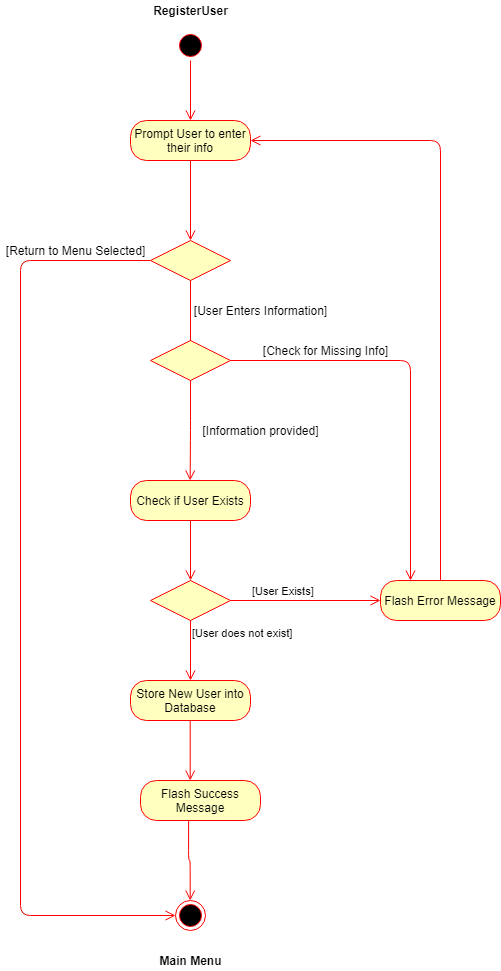 RegisterUser
Prompt User to enter
their info
[Return to Menu Selected]
[User Enters Information]
[Check for Missing Info]
[Information provided]
Check if User Exists
[User Exists]
Flash Error Message
[User does not exist]
Store New User into
Database
Flash Success
Message
Main Menu